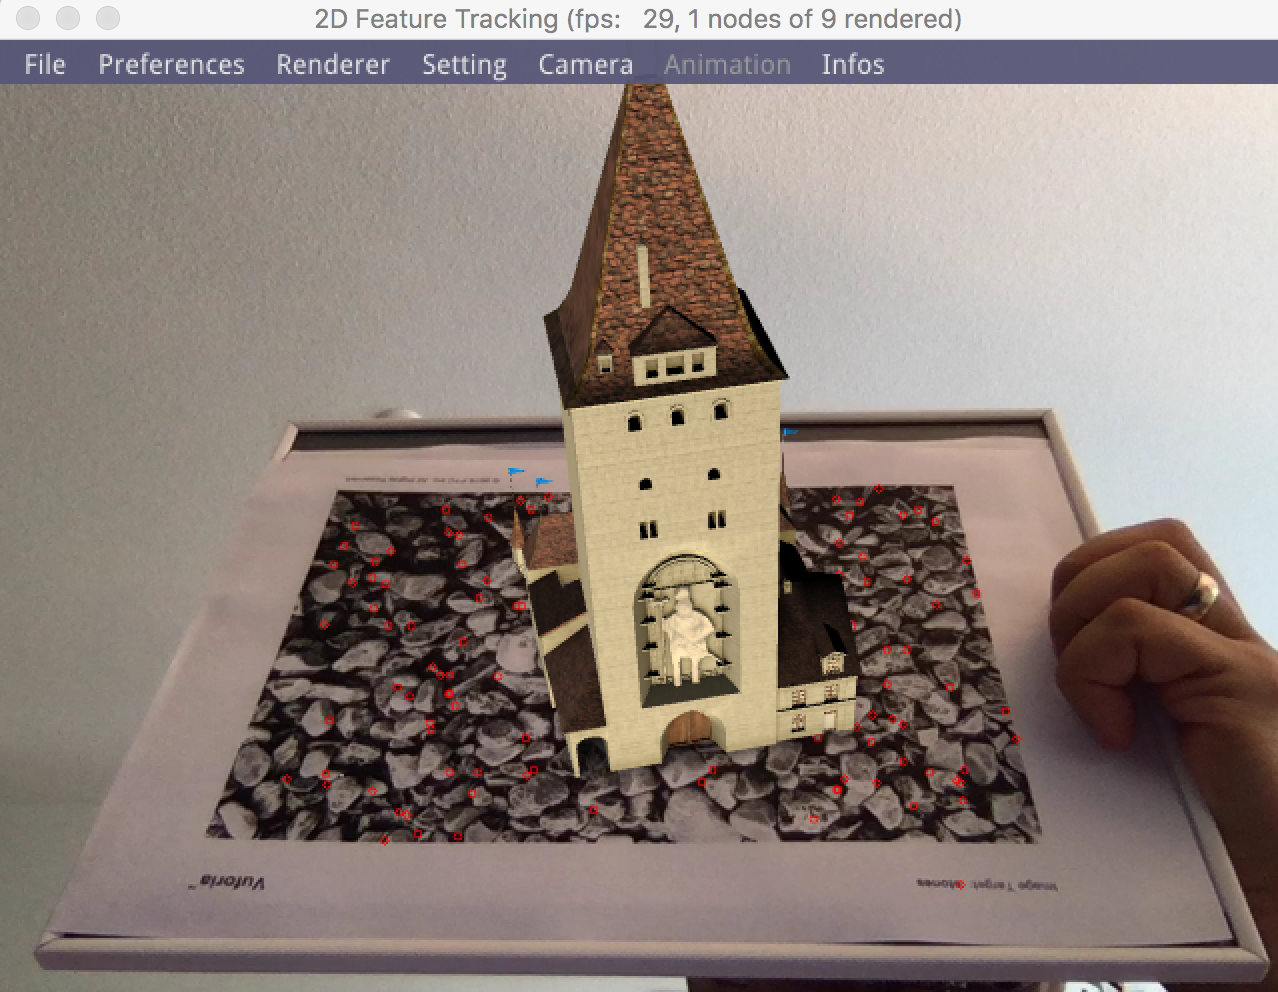 2D Feature Tracking (fps: 29, 1 nodes of 9 rendered)
File Preferences Renderer Setting Camera Animation Infos
Vuforia™
Image Target: stones